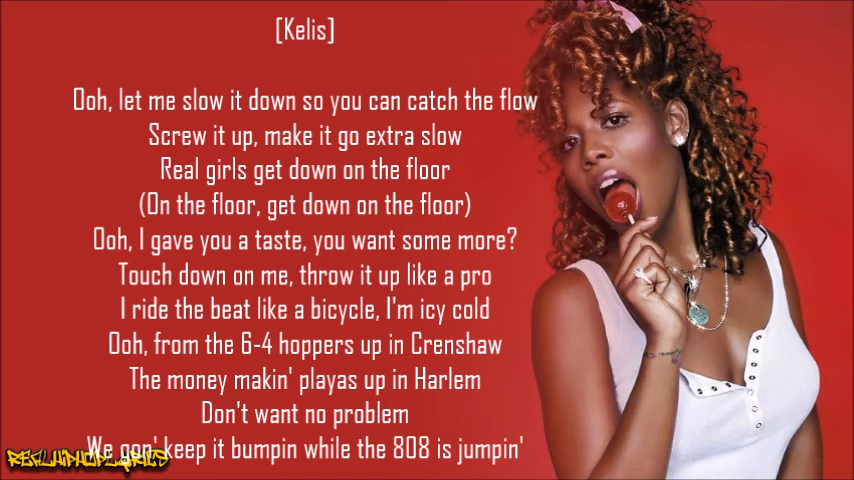 [Kelis]
Ooh, let me slow it down so you can catch the flow
Screw it up, make it go extra slow
Real girls get down on the floor
(On the floor, get down on the floor)
Ooh, I gave you a taste, you want some more?
Touch down on me, throw it up like a pro
I ride the beat like a bicycle, I'm icy cold
Ooh, from the 6-4 hoppers up in Crenshaw
The money makin' playas up in Harlem
Don't want no problem
We gon' keep it bumpin while the 808 is jumpin'
REALHIPHOPLYRICS